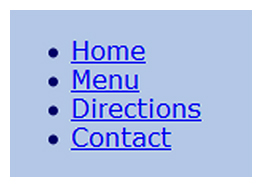 • Home
• Menu
• Directions
• Contact